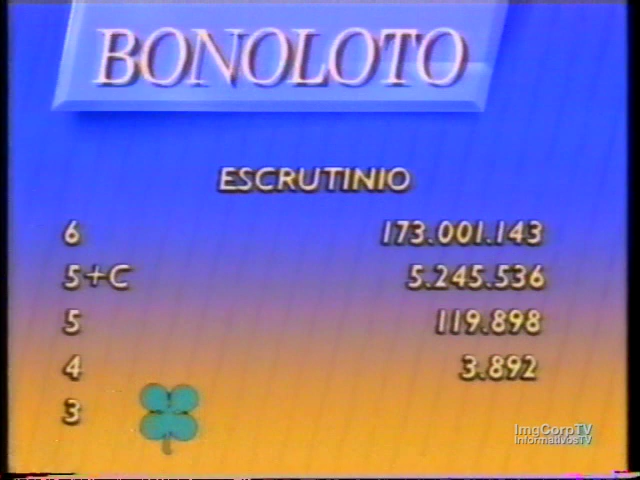 BONOLOTO
ESCRUTINIO
6 173.001.143
5+C 5.245.536
5 119.898
4 3.892
3
ImgCorpTV
InformativosTV